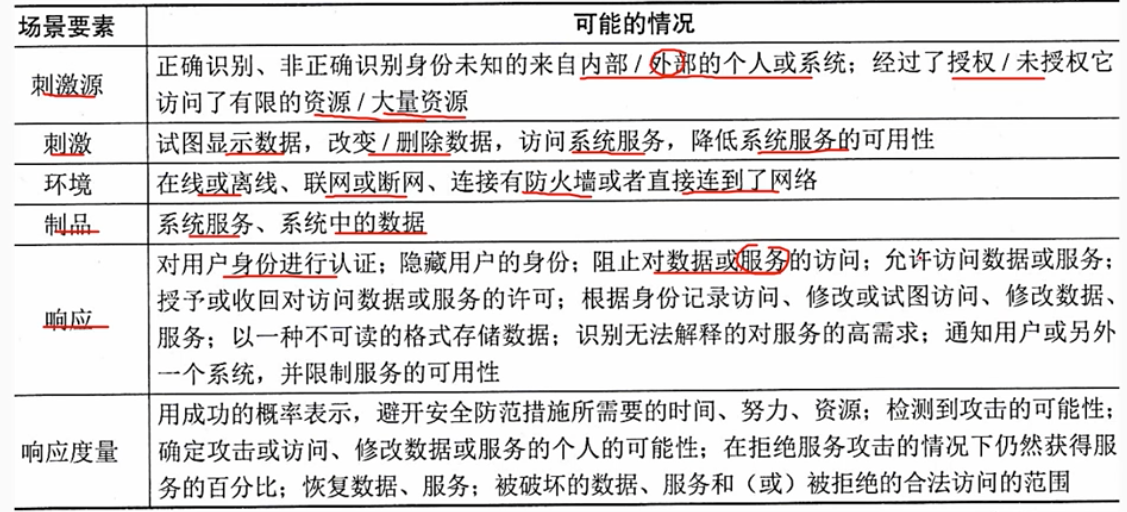 场景要素 可能的情况
刺激源 正确识别、非正确识别身份未知的来自内部/外部的个人或系统；经过了授权/未授权它
访问了有限的资源/大量资源
刺激 试图显示数据，改变/删除数据，访问系统服务，降低系统服务的可用性
环境 在线或离线、联网或断网、连接有防火墙或者直接连到了网络
制品 系统服务、系统中的数据
对用户身份进行认证；隐藏用户的身份；阻止对数据或服务的访问；允许访问数据或服务；
授予或收回对访问数据或服务的许可；根据身份记录访问、修改或试图访问、修改数据、
响应 服务；以一种不可读的格式存储数据；识别无法解释的对服务的高需求；通知用户或另外
一个系统，并限制服务的可用性
用成功的概率表示，避开安全防范措施所需要的时间、努力、资源；检测到攻击的可能性；
响应度量 确定攻击或访问、修改数据或服务的个人的可能性；在拒绝服务攻击的情况下仍然获得服
务的百分比；恢复数据、服务；被破坏的数据、服务和（或）被拒绝的合法访问的范围